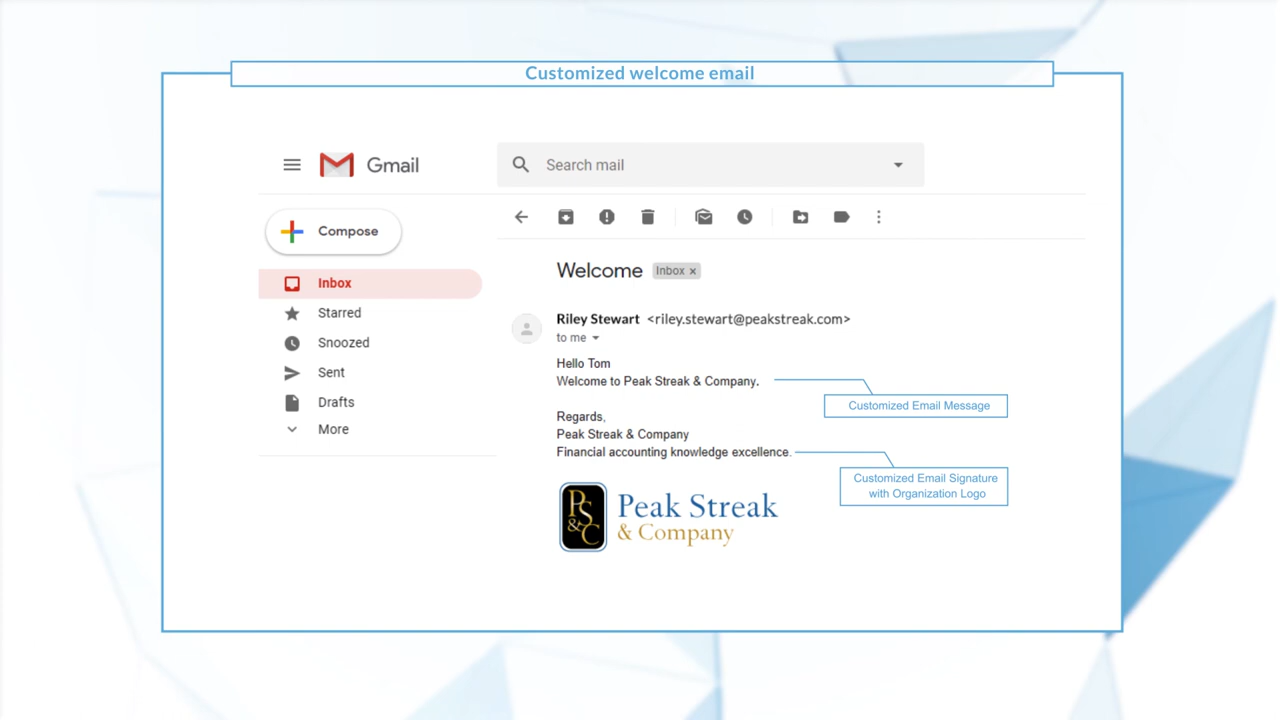 Customized welcome email
Gmail
Search mail
Compose
Inbox
Starred
Snoozed
Sent
Drafts
More
Welcome
Inbox x
Riley Stewart <riley.stewart@peakstreak.com>
to me
Hello Tom
Welcome to Peak Streak & Company.
Customized Email Message
Regards,
Peak Streak & Company
Financial accounting knowledge excellence.
Customized Email Signature
with Organization Logo
PS
&C
Peak Streak
& Company